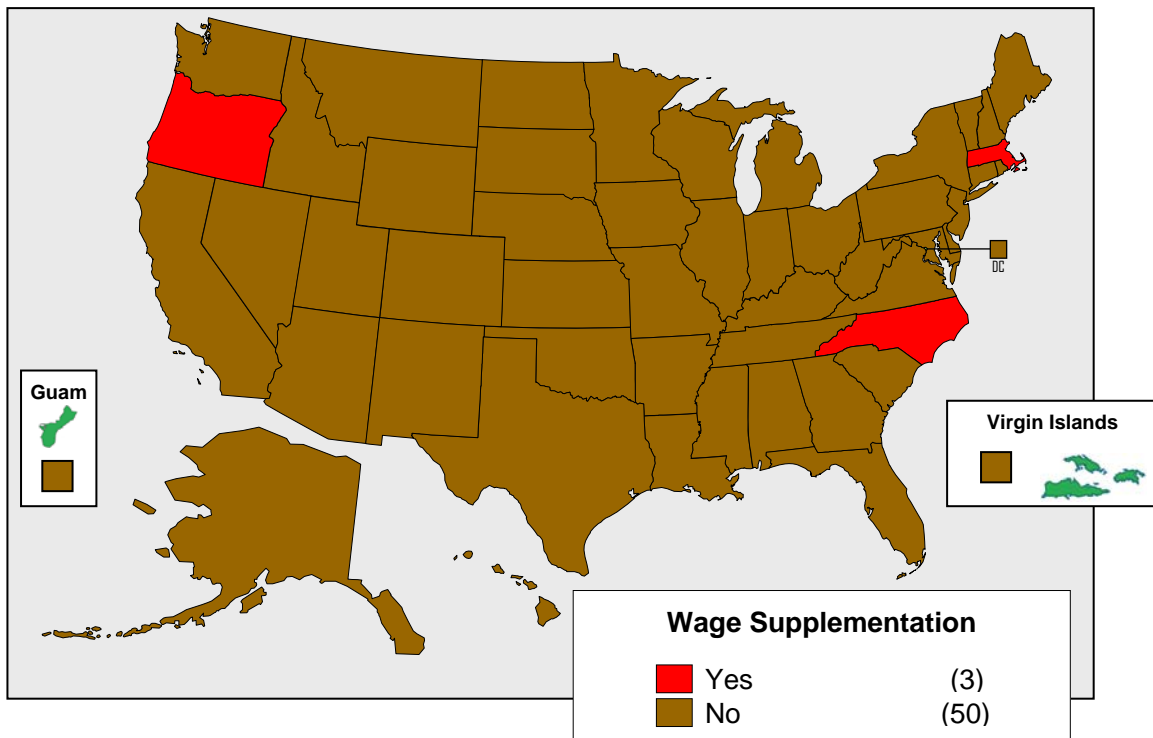 DC
Guam
Virgin Islands
Wage Supplementation
Yes (3)
No (50)